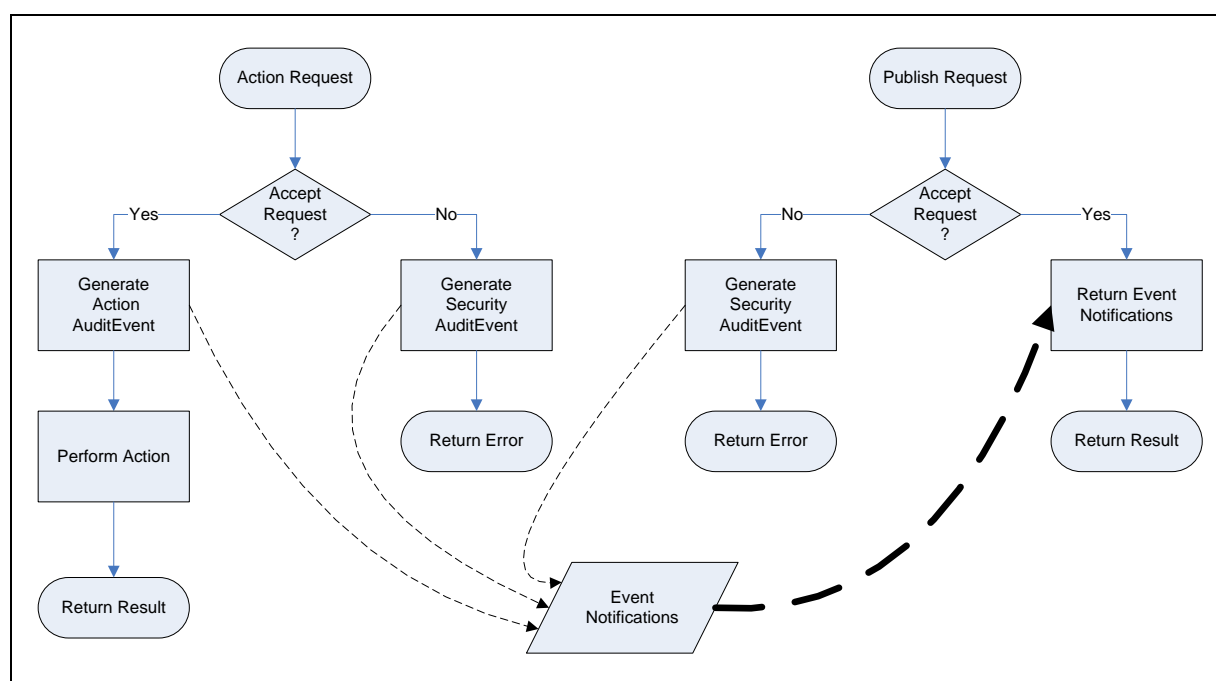 Action Request
Publish Request
Accept
Request
?
Accept
Request
?
Yes
No
No
Yes
Generate
Action
AuditEvent
Generate
Security
AuditEvent
Generate
Security
AuditEvent
Return Event
Notifications
Perform Action
Return Error
Return Error
Return Result
Return Result
Event
Notifications